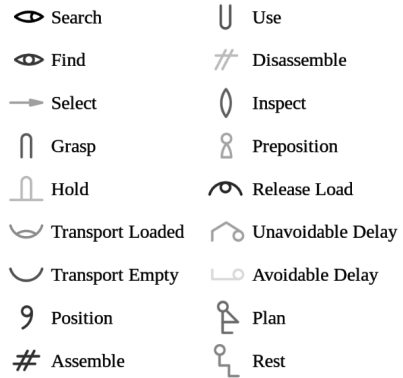 Search
Find
Select
Grasp
Hold
Transport Loaded
Transport Empty
Position
Assemble
Use
Disassemble
Inspect
Preposition
Release Load
Unavoidable Delay
Avoidable Delay
Plan
Rest